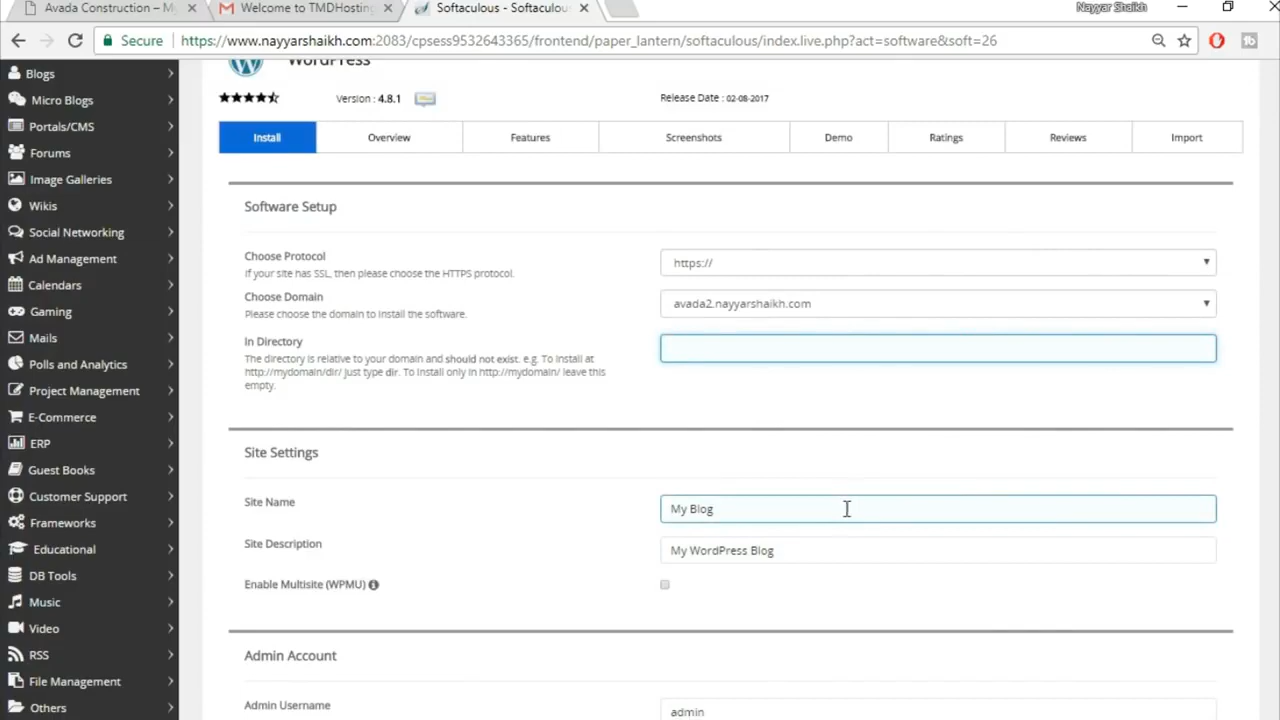 Avada Construction – My
Welcome to TMDHosting
Softaculous - Softaculous
Nayyar Shaikh
Secure
https://www.nayyarshaikh.com:2083/cpsess9532643365/frontend/paper_lantern/softaculous/index.live.php?act=software&soft=26
Blogs
Micro Blogs
Portals/CMS
Forums
Image Galleries
Wikis
Social Networking
Ad Management
Calendars
Gaming
Mails
Polls and Analytics
Project Management
E-Commerce
ERP
Guest Books
Customer Support
Frameworks
Educational
DB Tools
Music
Video
RSS
File Management
Others
WordPress
Version : 4.8.1
Release Date : 02-08-2017
Install
Overview
Features
Screenshots
Demo
Ratings
Reviews
Import
Software Setup
Choose Protocol
If your site has SSL, then please choose the HTTPS protocol.
https://
Choose Domain
Please choose the domain to install the software.
avada2.nayyarshaikh.com
In Directory
The directory is relative to your domain and should not exist. e.g. To install at
http://mydomain/dir/ just type dir. To install only in http://mydomain/ leave this
empty.
Site Settings
Site Name
My Blog
Site Description
My WordPress Blog
Enable Multisite (WPMU)
Admin Account
Admin Username
admin